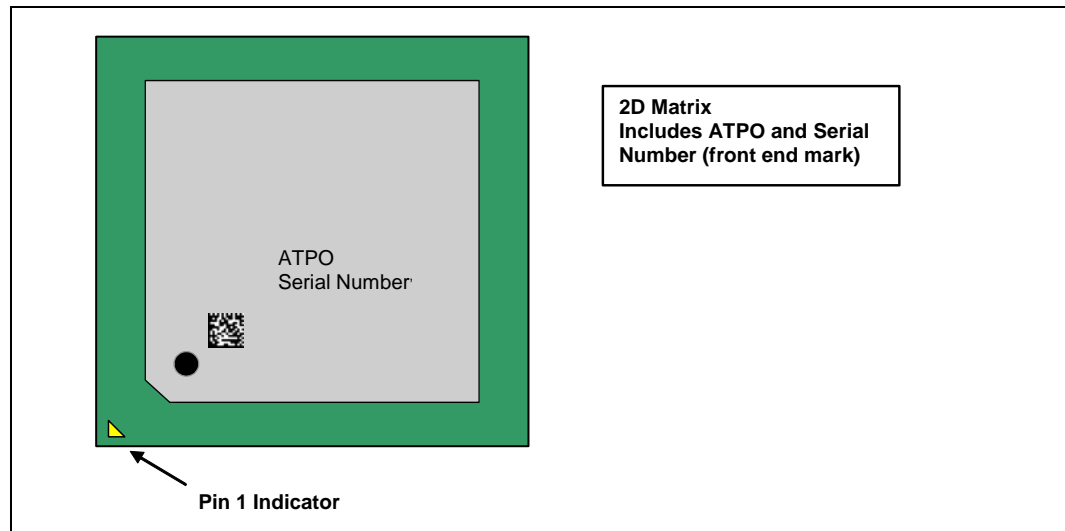 2D Matrix
Includes ATPO and Serial
Number (front end mark)
ATPO
Serial Number
Pin 1 Indicator